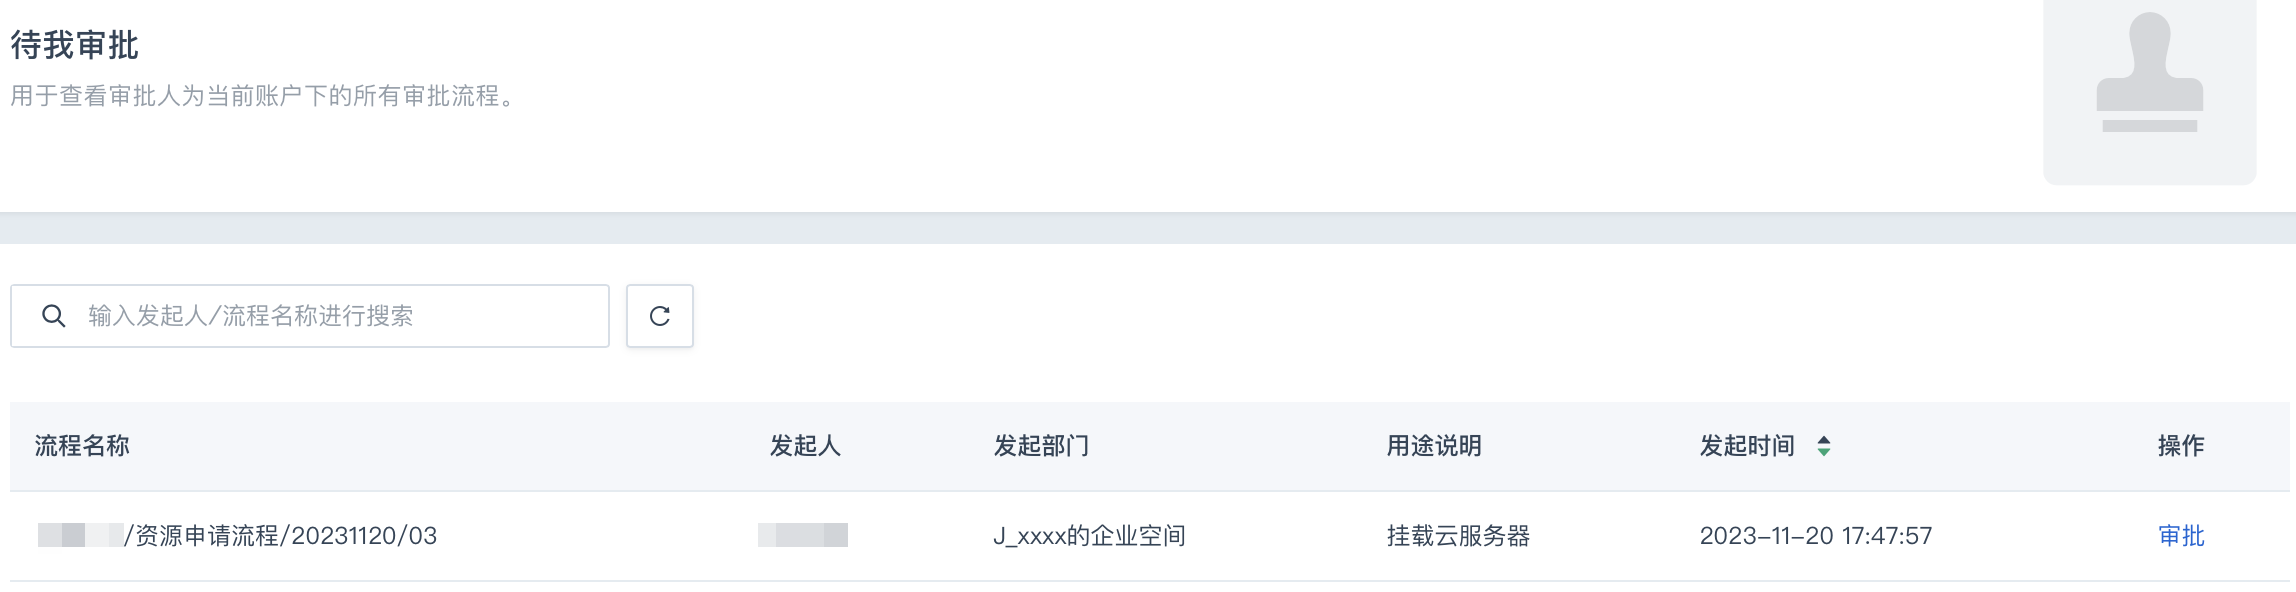 待我审批
用于查看审批人为当前账户下的所有审批流程。
输入发起人/流程名称进行搜索
流程名称 发起人 发起部门 用途说明 发起时间 操作
/资源申请流程/20231120/03 J_xxxx的企业空间 挂载云服务器 2023-11-20 17:47:57 审批